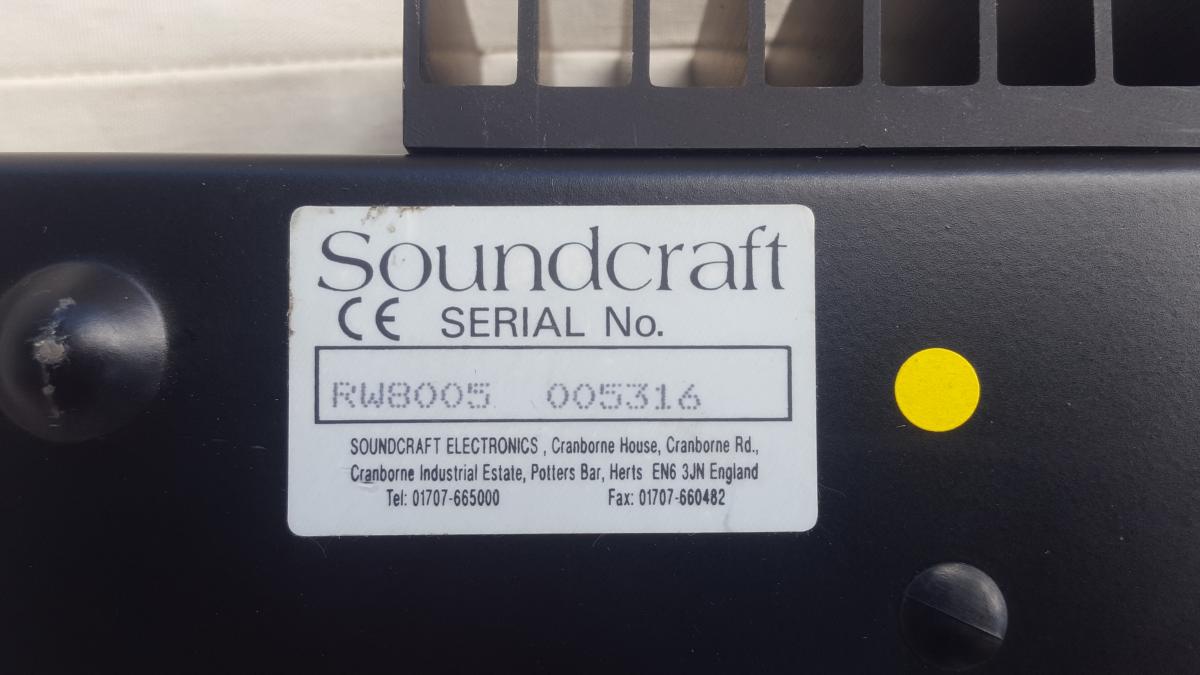 Soundcraft
CE SERIAL No.
RW8005 005316
SOUNDCRAFT ELECTRONICS , Cranborne House, Cranborne Rd.,
Cranborne Industrial Estate, Potters Bar, Herts EN6 3JN England
Tel: 01707-665000 Fax: 01707-660482